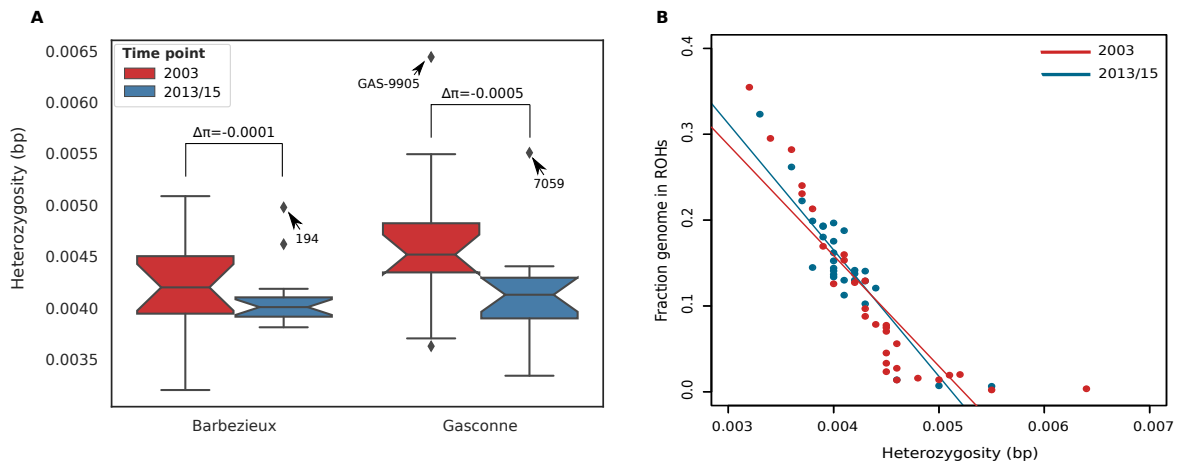 A
Heterozygosity (bp)
0.0065
0.0060
0.0055
0.0050
0.0045
0.0040
0.0035
Time point
2003
2013/15
Δπ=-0.0001
194
GAS-9905
Δπ=-0.0005
7059
Barbezieux
Gasconne
B
Fraction genome in ROHs
0.4
0.3
0.2
0.1
0.0
2003
2013/15
0.003
0.004
0.005
0.006
0.007
Heterozygosity (bp)